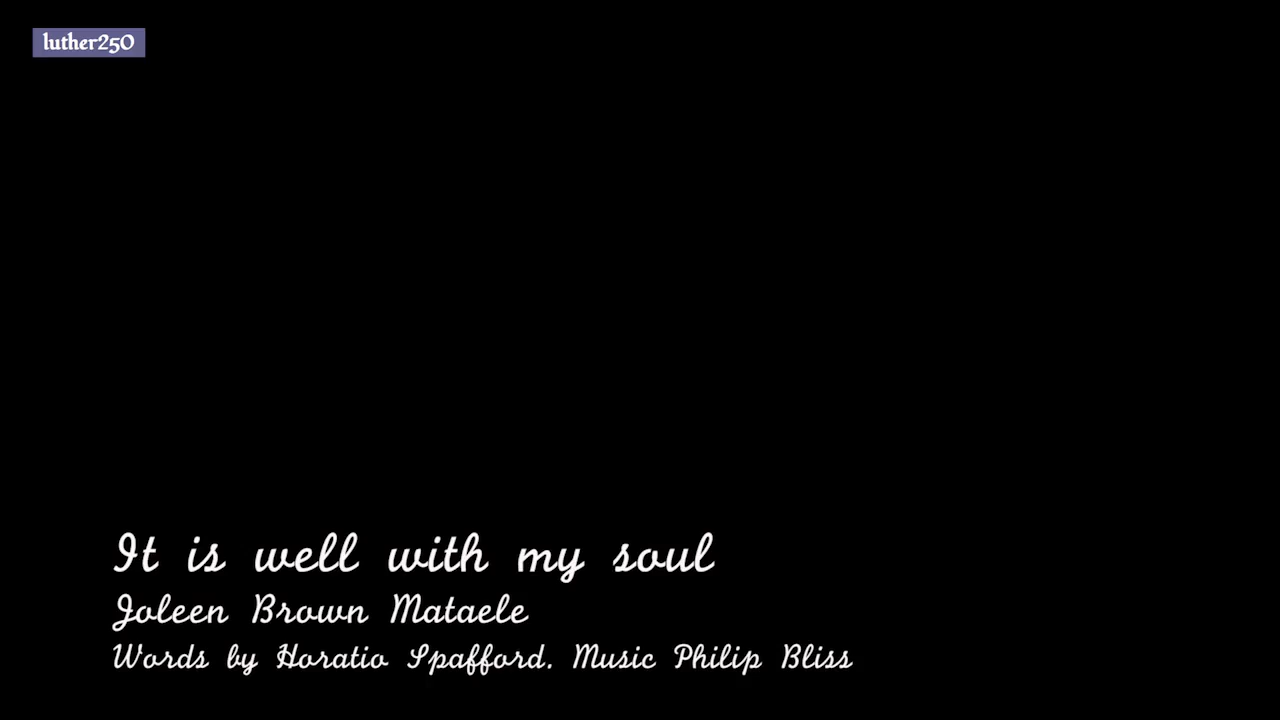 luther250
It is well with my soul
Joleen Brown Mataele
Words by Horatio Spafford. Music Philip Bliss